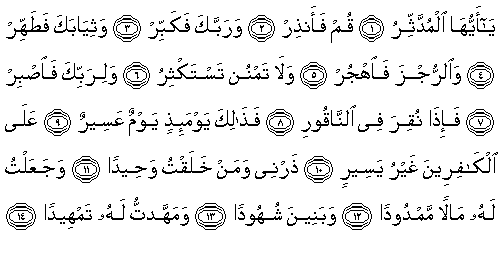 يَـٰٓأَيُّهَا ٱلْمُدَّثِّرُ ﴿١﴾ قُمْ فَأَنذِرْ ﴿٢﴾ وَرَبَّكَ فَكَبِّرْ ﴿٣﴾ وَثِيَابَكَ فَطَهِّرْ
﴿٤﴾ وَٱلرُّجْزَ فَٱهْجُرْ ﴿٥﴾ وَلَا تَمْنُن تَسْتَكْثِرُ ﴿٦﴾ وَلِرَبِّكَ فَٱصْبِرْ
﴿٧﴾ فَإِذَا نُقِرَ فِى ٱلنَّاقُورِ ﴿٨﴾ فَذَٰلِكَ يَوْمَئِذٍ يَوْمٌ عَسِيرٌ ﴿٩﴾ عَلَى
ٱلْكَـٰفِرِينَ غَيْرُ يَسِيرٍ ﴿١٠﴾ ذَرْنِى وَمَنْ خَلَقْتُ وَحِيدًا ﴿١١﴾ وَجَعَلْتُ
لَهُۥ مَالًا مَّمْدُودًا ﴿١٢﴾ وَبَنِينَ شُهُودًا ﴿١٣﴾ وَمَهَّدتُّ لَهُۥ تَمْهِيدًا ﴿١٤﴾